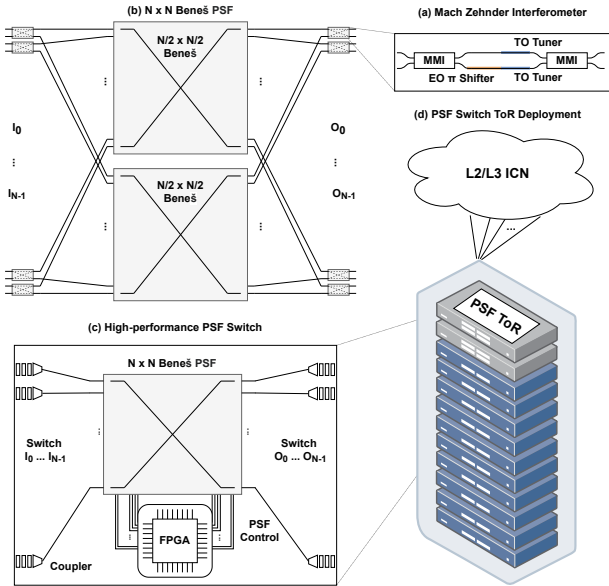 (b) N x N Beneš PSF
N/2 x N/2
Beneš
...
...
I0
...
IN-1
O0
...
ON-1
N/2 x N/2
Beneš
...
...
(a) Mach Zehnder Interferometer
TO Tuner
MMI
MMI
EO π Shifter
TO Tuner
(d) PSF Switch ToR Deployment
L2/L3 ICN
...
PSF ToR
(c) High-performance PSF Switch
N x N Beneš PSF
...
...
Switch
I0 ... IN-1
Switch
O0 ... ON-1
FPGA
PSF
Control
Coupler